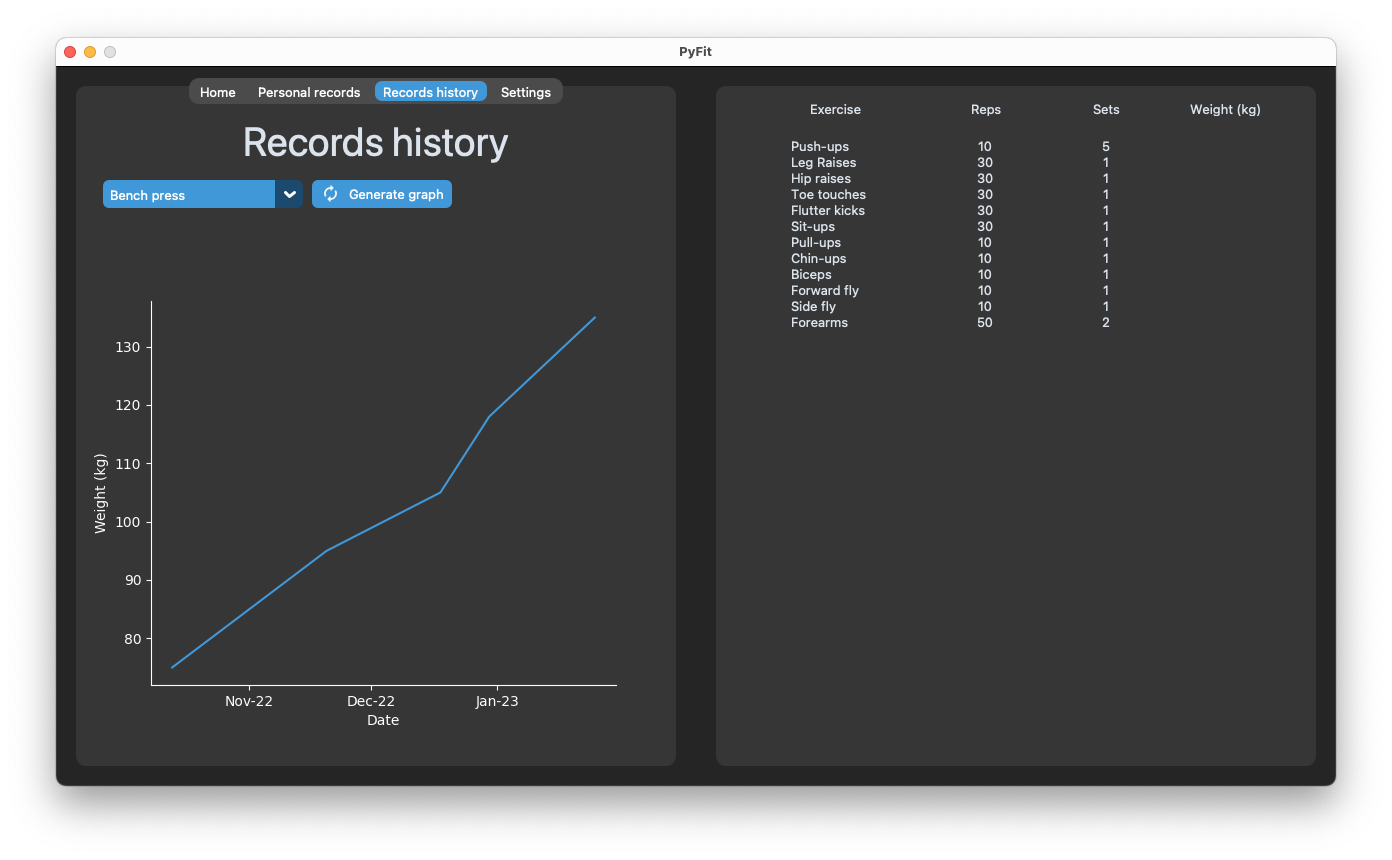 PyFit
Home Personal records Records history Settings
Records history
Bench press Generate graph
130
120
110
100
90
80
Weight (kg)
Nov-22 Dec-22 Jan-23
Date
Exercise Reps Sets Weight (kg)
Push-ups 10 5
Leg Raises 30 1
Hip raises 30 1
Toe touches 30 1
Flutter kicks 30 1
Sit-ups 30 1
Pull-ups 10 1
Chin-ups 10 1
Biceps 10 1
Forward fly 10 1
Side fly 10 1
Forearms 50 2